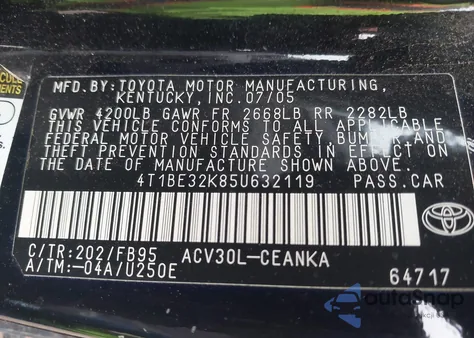 MFD.BY:TOYOTA MOTOR MANUFACTURING,
KENTUCKY,INC.07/05
GVWR 4200LB GAWR FR 2668LB RR 2282LB
THIS VEHICLE CONFORMS TO ALL APPLICABLE
FEDERAL MOTOR VEHICLE SAFETY, BUMPER, AND
THEFT PREVENTION STANDARDS IN EFFECT ON
THE DATE OF MANUFACTURE SHOWN ABOVE.
4T1BE32K85U632119 PASS.CAR
TOYOTA
C/TR:202/FB95 ACV30L-CEANKA
A/TM:-04A/U250E 64717
autoSnap